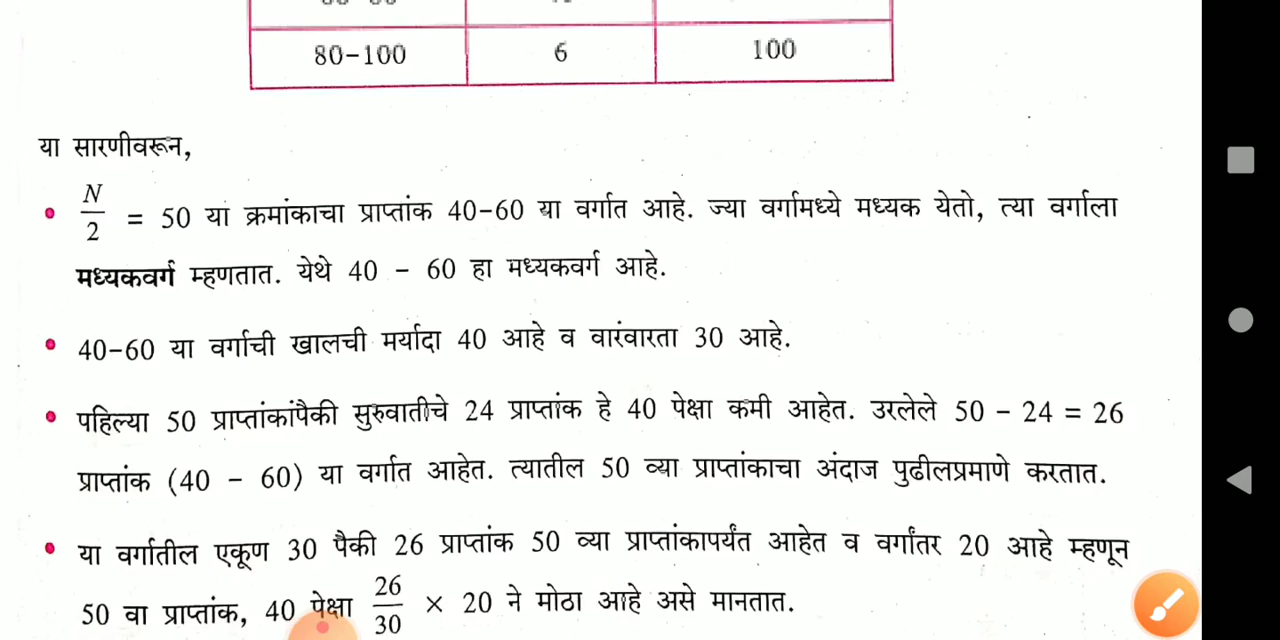 80-100 6 100
या सारणीवरून,
• N/2 = 50 या क्रमांकाचा प्राप्तांक 40-60 या वर्गात आहे. ज्या वर्गामध्ये मध्यक येतो, त्या वर्गाला
मध्यकवर्ग म्हणतात. येथे 40 - 60 हा मध्यकवर्ग आहे.
• 40-60 या वर्गाची खालची मर्यादा 40 आहे व वारंवारता 30 आहे.
• पहिल्या 50 प्राप्तांकांपैकी सुरुवातीचे 24 प्राप्तांक हे 40 पेक्षा कमी आहेत. उरलेले 50 - 24 = 26
प्राप्तांक (40 - 60) या वर्गात आहेत. त्यातील 50 व्या प्राप्तांकाचा अंदाज पुढीलप्रमाणे करतात.
• या वर्गातील एकूण 30 पैकी 26 प्राप्तांक 50 व्या प्राप्तांकापर्यंत आहेत व वर्गांतर 20 आहे म्हणून
50 वा प्राप्तांक, 40 पेक्षा 26/30 × 20 ने मोठा आहे असे मानतात.